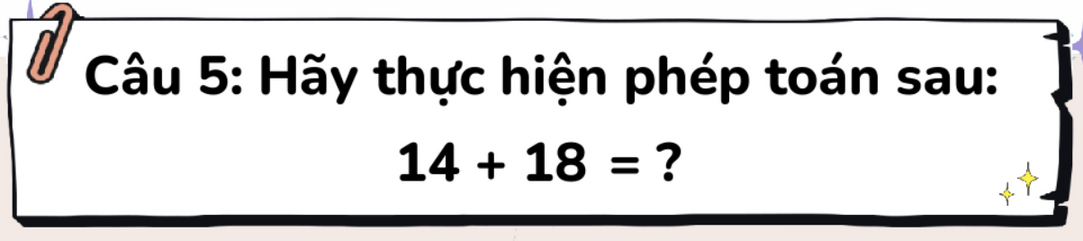 Câu 5: Hãy thực hiện phép toán sau:
14 + 18 = ?